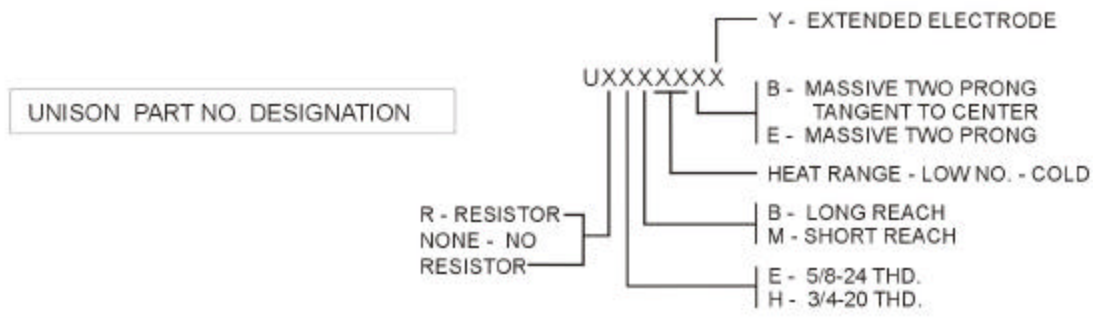 Y - EXTENDED ELECTRODE
UXXXXXXX
UNISON PART NO. DESIGNATION
B - MASSIVE TWO PRONG
TANGENT TO CENTER
E - MASSIVE TWO PRONG
HEAT RANGE - LOW NO. - COLD
R - RESISTOR
NONE - NO
RESISTOR
B - LONG REACH
M - SHORT REACH
E - 5/8-24 THD.
H - 3/4-20 THD.